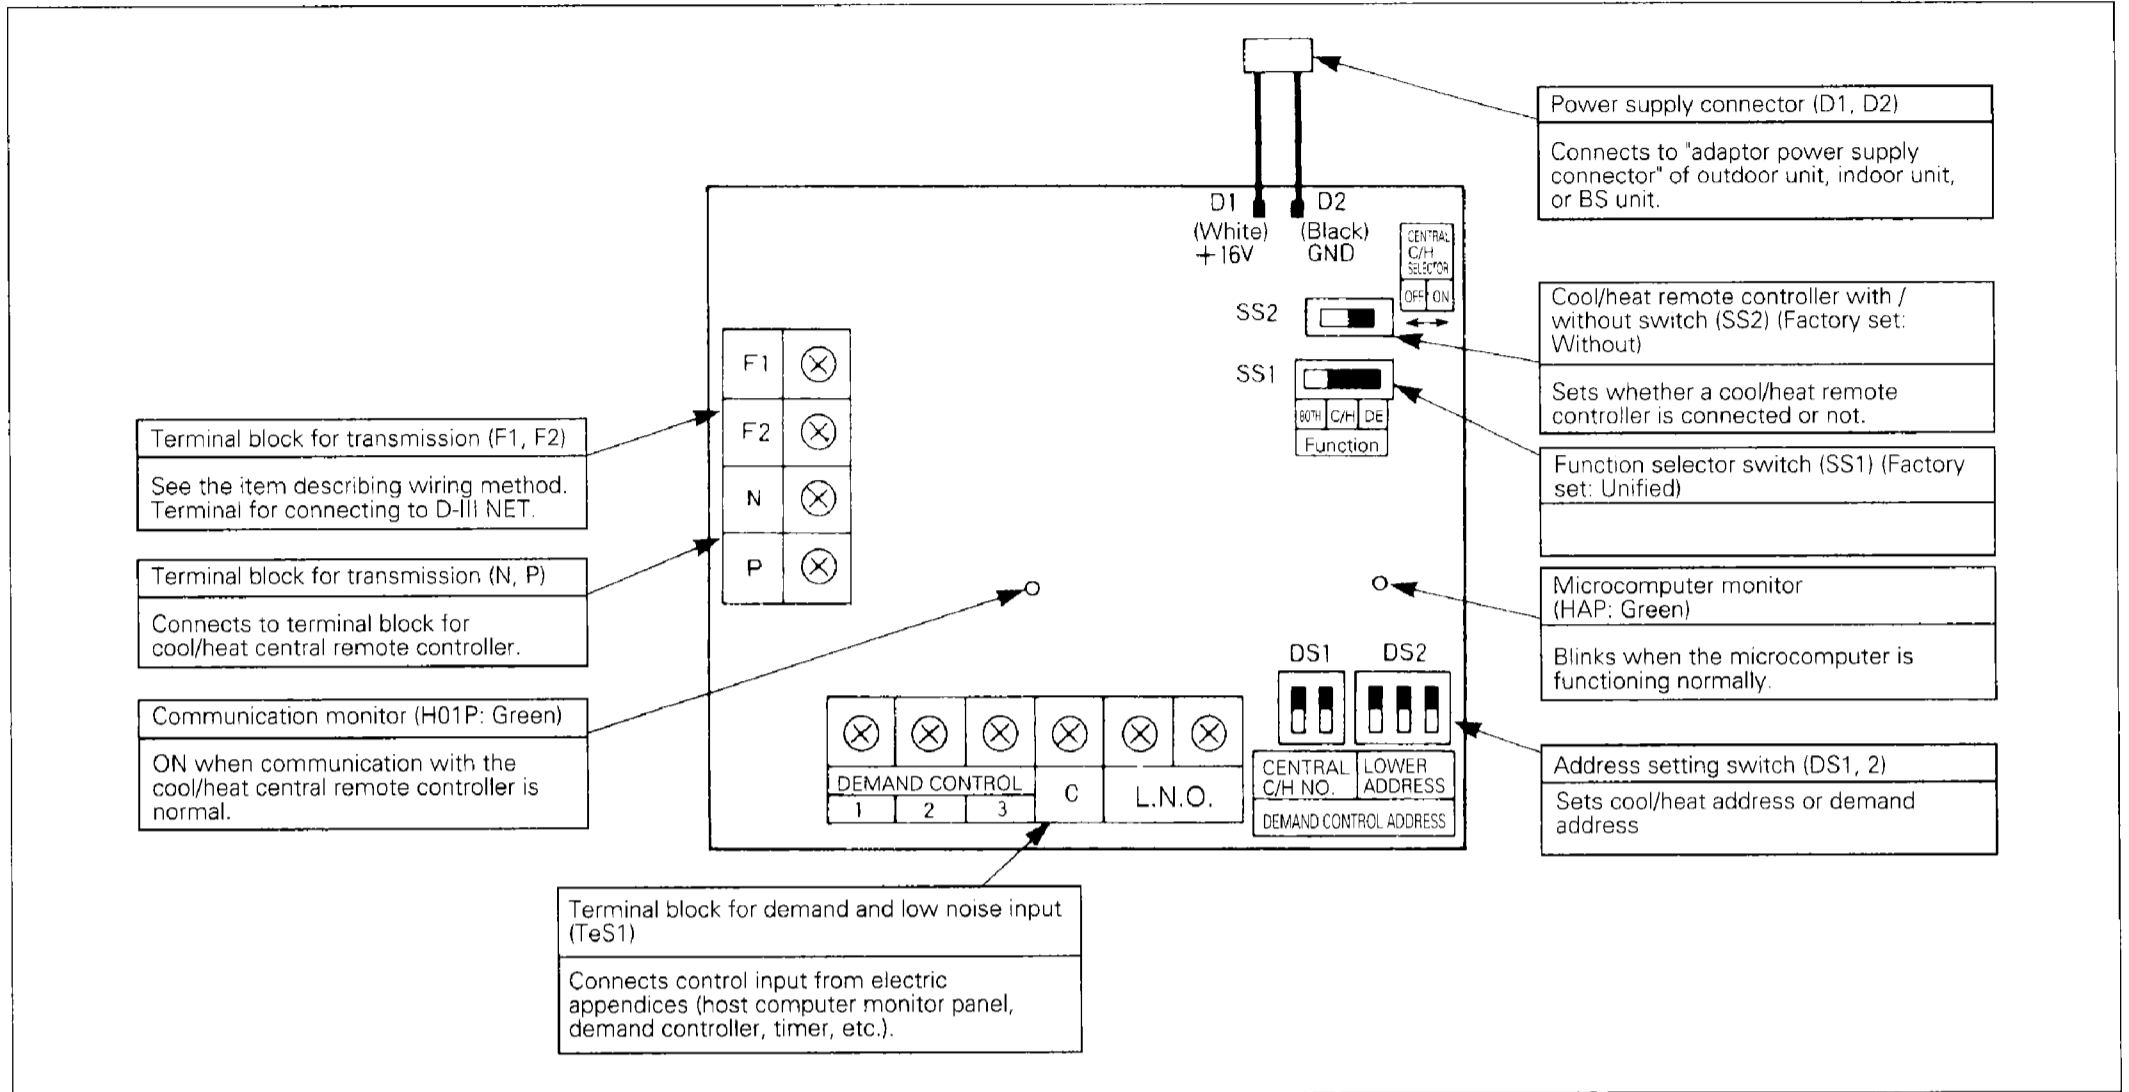 Power supply connector (D1, D2)
Connects to "adaptor power supply
connector" of outdoor unit, indoor unit,
or BS unit.
D1
D2
(White)
(Black)
+16V
GND
CENTRAL
C/H
SELECTOR
OFF
ON
SS2
SS1
BOTH
C/H
DE
Function
Cool/heat remote controller with /
without switch (SS2) (Factory set:
Without)
Sets whether a cool/heat remote
controller is connected or not.
Function selector switch (SS1) (Factory
set: Unified)
F1
F2
N
P
Terminal block for transmission (F1, F2)
See the item describing wiring method.
Terminal for connecting to D-III NET.
Terminal block for transmission (N, P)
Connects to terminal block for
cool/heat central remote controller.
Communication monitor (H01P: Green)
ON when communication with the
cool/heat central remote controller is
normal.
Microcomputer monitor
(HAP: Green)
Blinks when the microcomputer is
functioning normally.
DS1
DS2
DEMAND CONTROL
1
2
3
C
L.N.O.
CENTRAL
C/H NO.
LOWER
ADDRESS
DEMAND CONTROL ADDRESS
Address setting switch (DS1, 2)
Sets cool/heat address or demand
address
Terminal block for demand and low noise input
(TeS1)
Connects control input from electric
appendices (host computer monitor panel,
demand controller, timer, etc.).